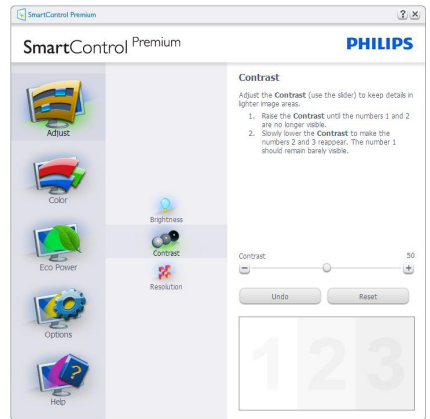 SmartControl Premium
SmartControl Premium
PHILIPS
Adjust
Color
Eco Power
Options
Help
Brightness
Contrast
Resolution
Contrast
Adjust the Contrast (use the slider) to keep details in
lighter image areas.
1. Raise the Contrast until the numbers 1 and 2
are no longer visible.
2. Slowly lower the Contrast to make the
numbers 2 and 3 reappear. The number 1
should remain barely visible.
Contrast 50
Undo Reset
1 2 3